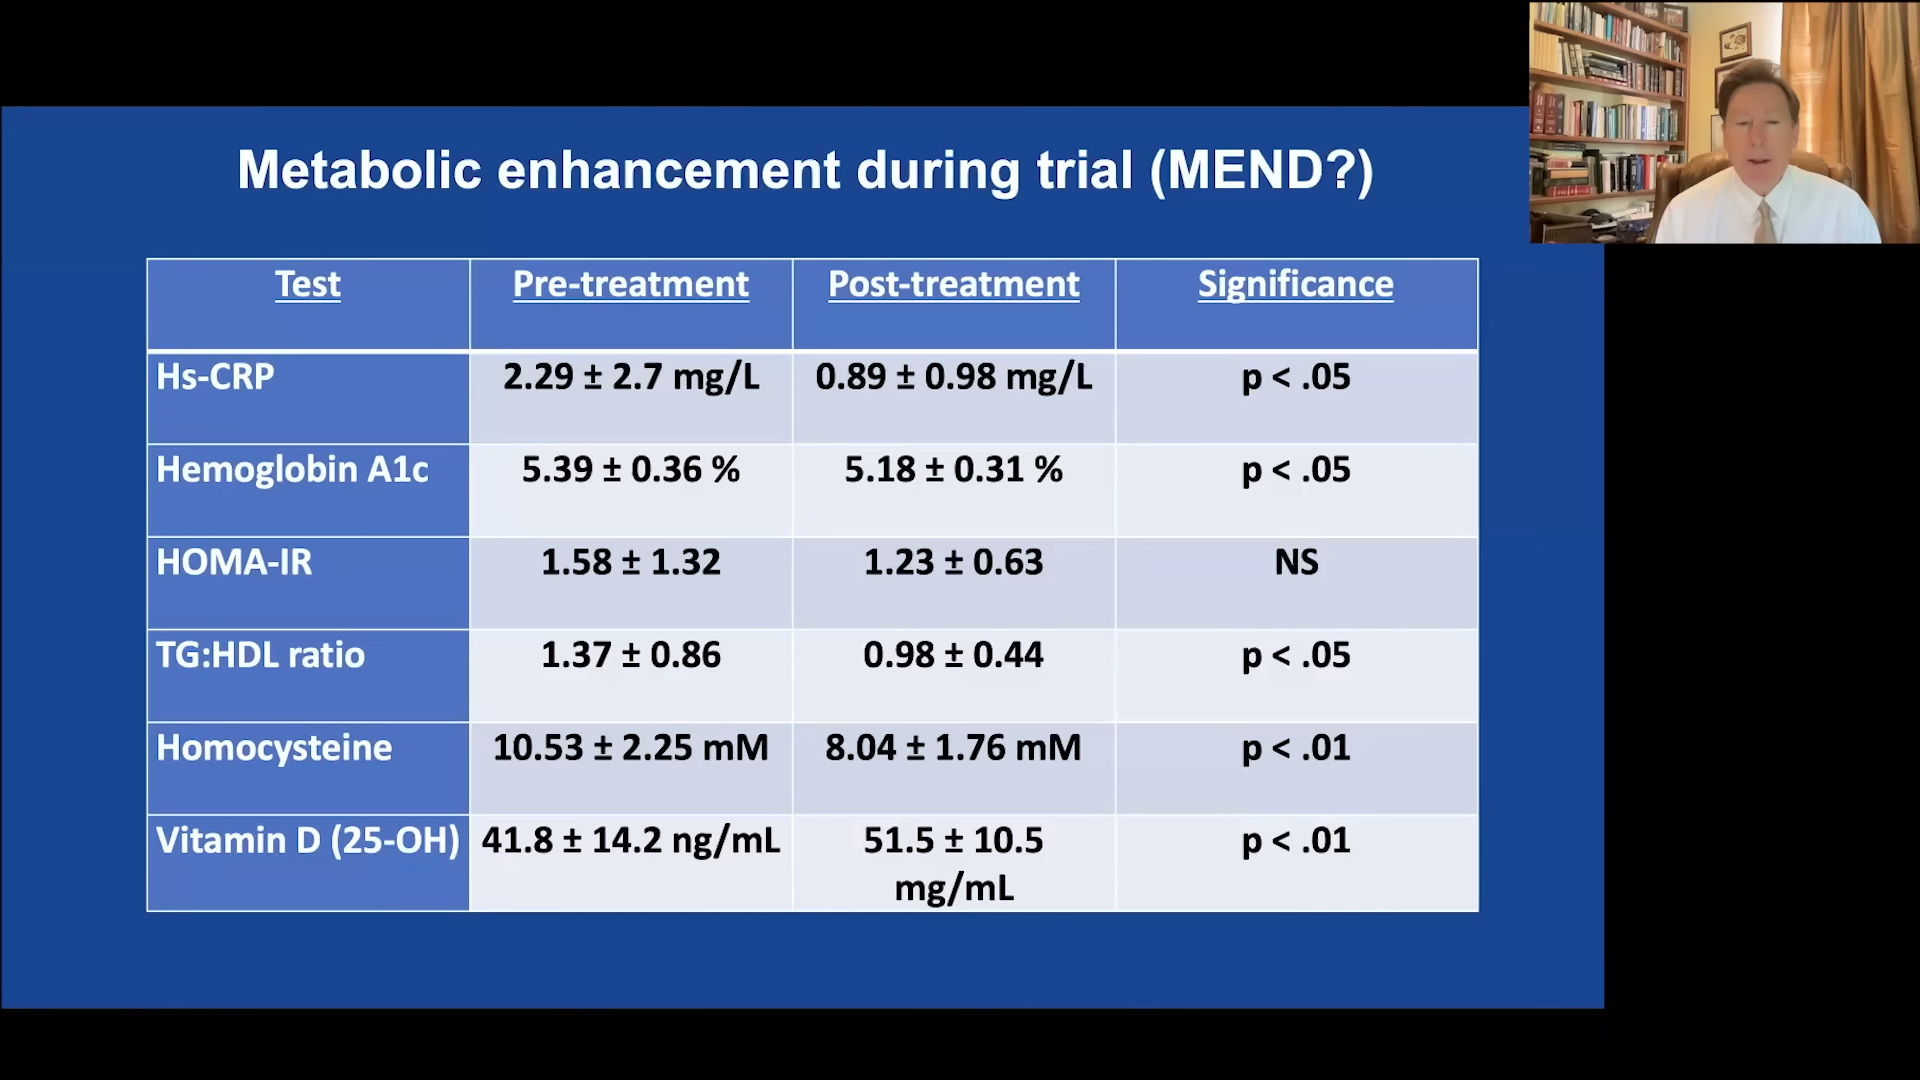 Metabolic enhancement during trial (MEND?)
Test Pre-treatment Post-treatment Significance
Hs-CRP 2.29 ± 2.7 mg/L 0.89 ± 0.98 mg/L p < .05
Hemoglobin A1c 5.39 ± 0.36 % 5.18 ± 0.31 % p < .05
HOMA-IR 1.58 ± 1.32 1.23 ± 0.63 NS
TG:HDL ratio 1.37 ± 0.86 0.98 ± 0.44 p < .05
Homocysteine 10.53 ± 2.25 mM 8.04 ± 1.76 mM p < .01
Vitamin D (25-OH) 41.8 ± 14.2 ng/mL 51.5 ± 10.5 p < .01
mg/mL